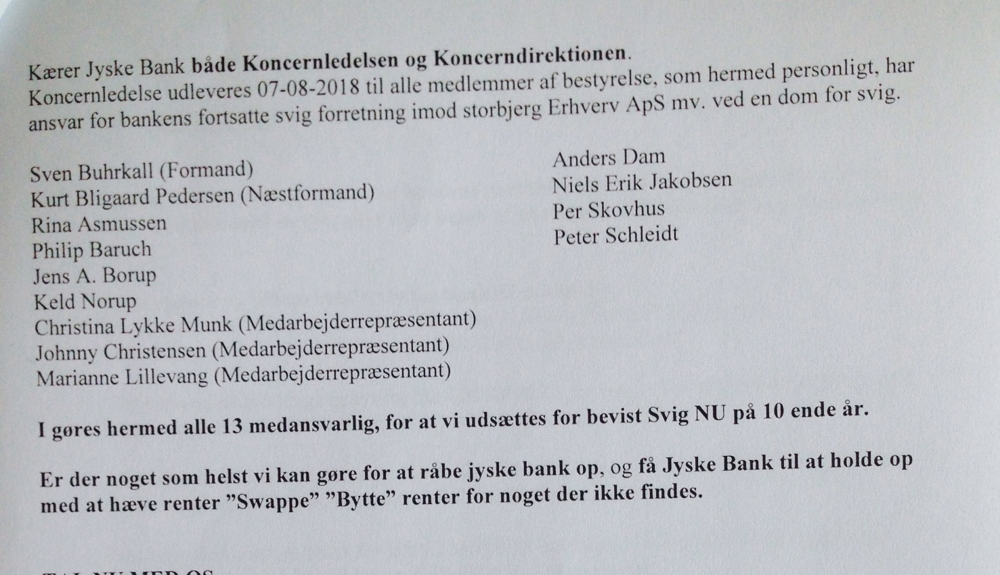 Kærer Jyske Bank både Koncernledelsen og Koncerndirektionen.
Koncernledelse udleveres 07-08-2018 til alle medlemmer af bestyrelse, som hermed personligt, har
ansvar for bankens fortsatte svig forretning imod storbjerg Erhverv ApS mv. ved en dom for svig.
Sven Buhrkall (Formand)
Kurt Bligaard Pedersen (Næstformand)
Rina Asmussen
Philip Baruch
Jens A. Borup
Keld Norup
Christina Lykke Munk (Medarbejderrepræsentant)
Johnny Christensen (Medarbejderrepræsentant)
Marianne Lillevang (Medarbejderrepræsentant)
Anders Dam
Niels Erik Jakobsen
Per Skovhus
Peter Schleidt
I gøres hermed alle 13 medansvarlig, for at vi udsættes for bevist Svig NU på 10 ende år.
Er der noget som helst vi kan gøre for at råbe jyske bank op, og få Jyske Bank til at holde op
med at hæve renter ”Swappe” ”Bytte” renter for noget der ikke findes.